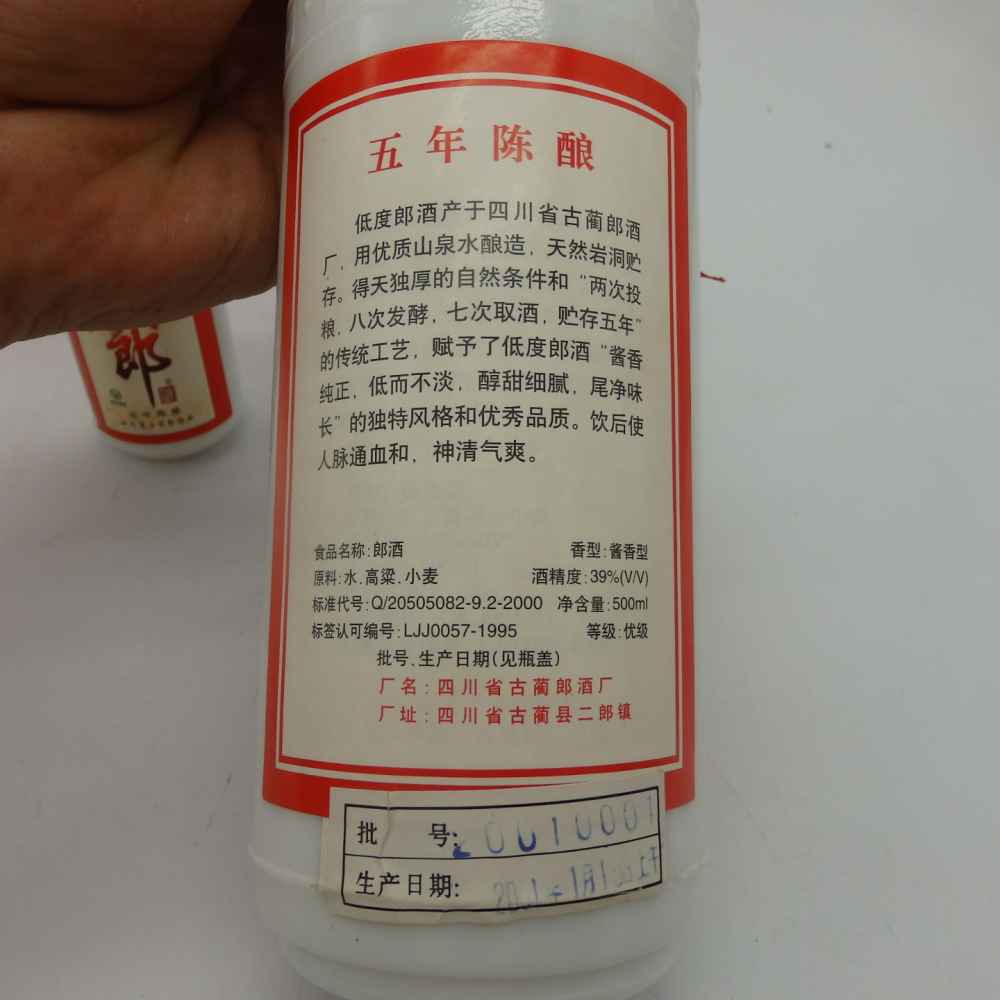 五年陈酿
低度郎酒产于四川省古蔺郎酒
厂，用优质山泉水酿造，天然岩洞贮
存。得天独厚的自然条件和“两次投
粮，八次发酵，七次取酒，贮存五年”
的传统工艺，赋予了低度郎酒“酱香
纯正，低而不淡，醇甜细腻，尾净味
长”的独特风格和优秀品质。饮后使
人脉通血和，神清气爽。
食品名称:郎酒 香型:酱香型
原料:水、高粱、小麦 酒精度:39%(V/V)
标准代号:Q/20505082-9.2-2000 净含量:500ml
标签认可编号:LJJ0057-1995 等级:优级
批号、生产日期(见瓶盖)
厂名:四川省古蔺郎酒厂
厂址:四川省古蔺县二郎镇
批 号:
生产日期:
郎